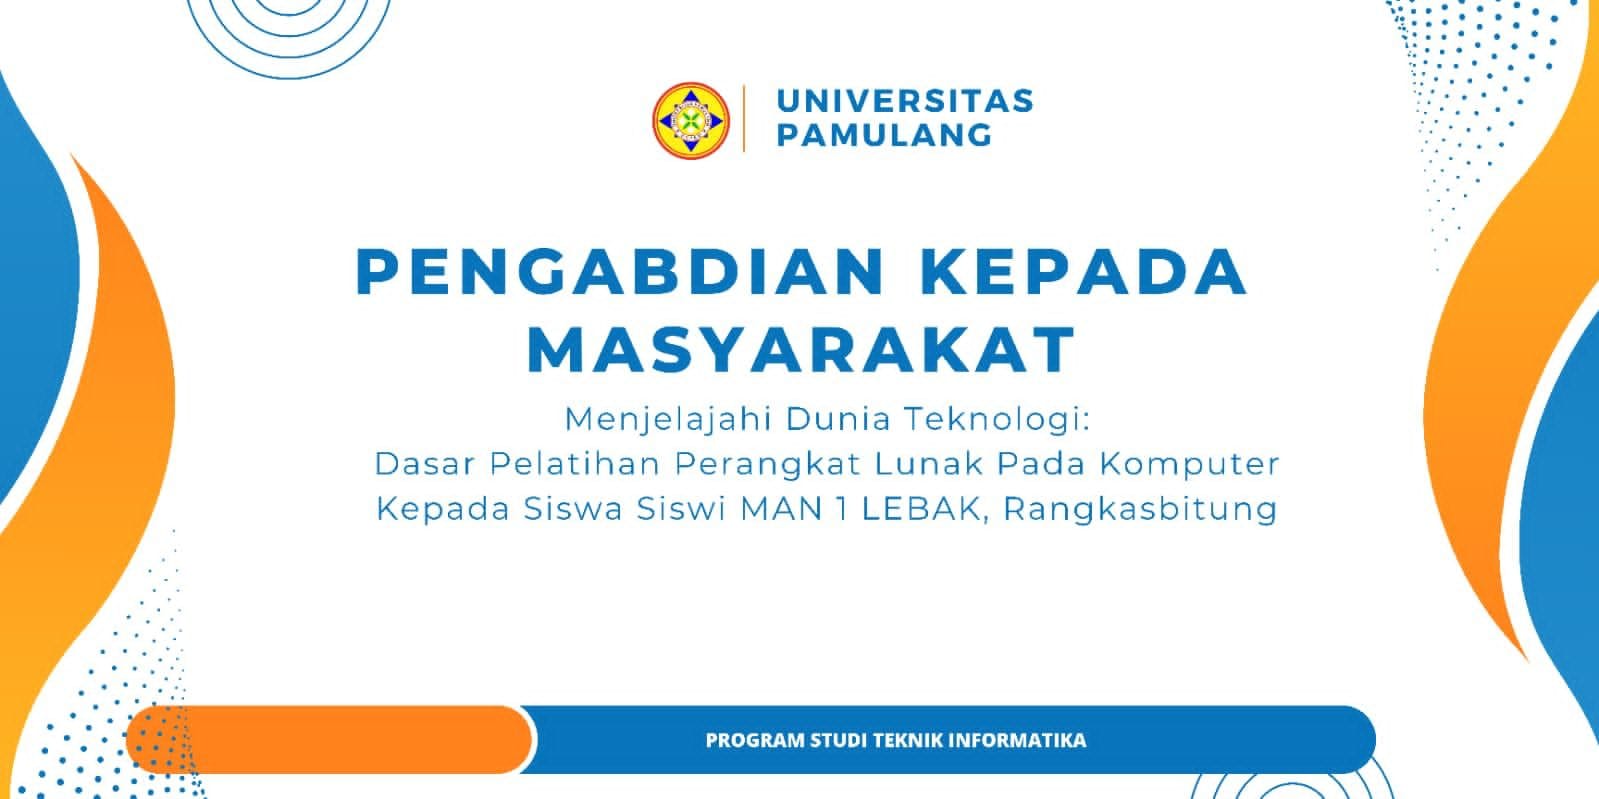 UNIVERSITAS
PAMULANG
PENGABDIAN KEPADA
MASYARAKAT
Menjelajahi Dunia Teknologi:
Dasar Pelatihan Perangkat Lunak Pada Komputer
Kepada Siswa Siswi MAN 1 LEBAK, Rangkasbitung
PROGRAM STUDI TEKNIK INFORMATIKA